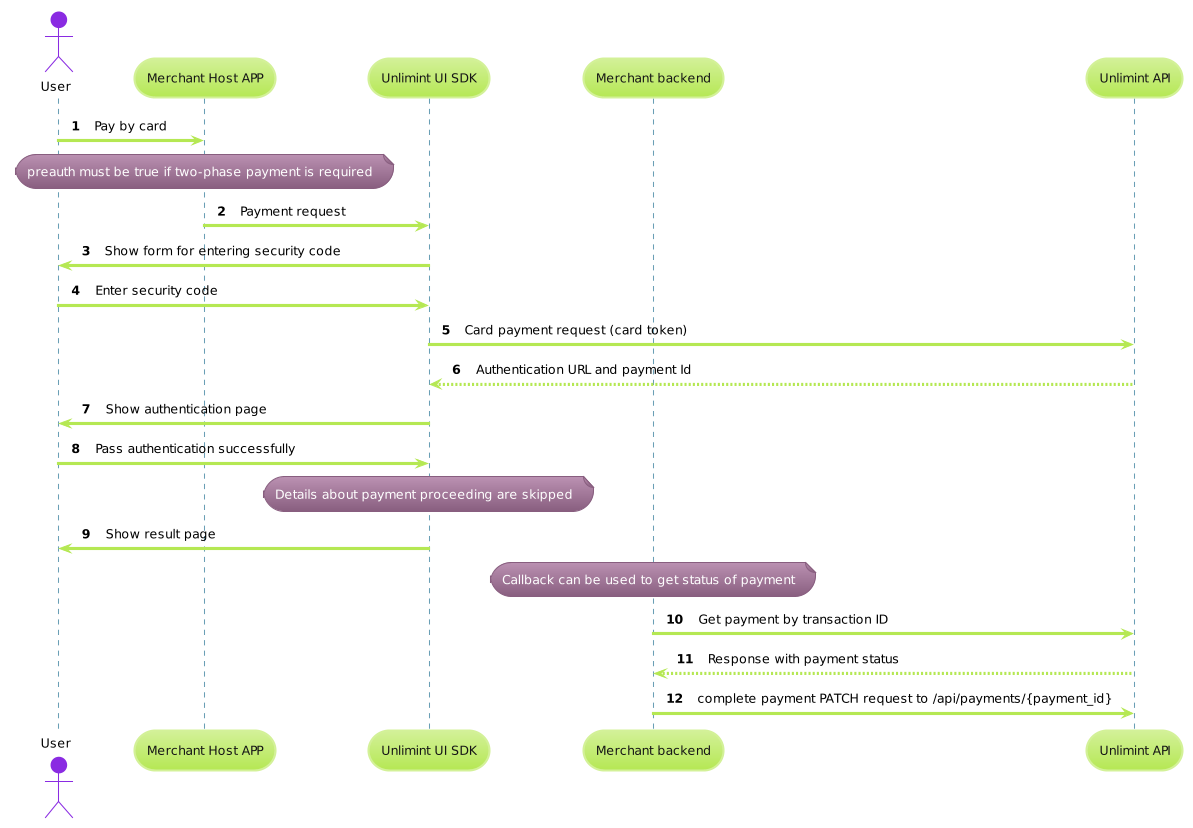 User
Merchant Host APP
Unlimint UI SDK
Merchant backend
Unlimint API
1 Pay by card
preauth must be true if two-phase payment is required
2 Payment request
3 Show form for entering security code
4 Enter security code
5 Card payment request (card token)
6 Authentication URL and payment Id
7 Show authentication page
8 Pass authentication successfully
Details about payment proceeding are skipped
9 Show result page
Callback can be used to get status of payment
10 Get payment by transaction ID
11 Response with payment status
12 complete payment PATCH request to /api/payments/{payment_id}
User
Merchant Host APP
Unlimint UI SDK
Merchant backend
Unlimint API